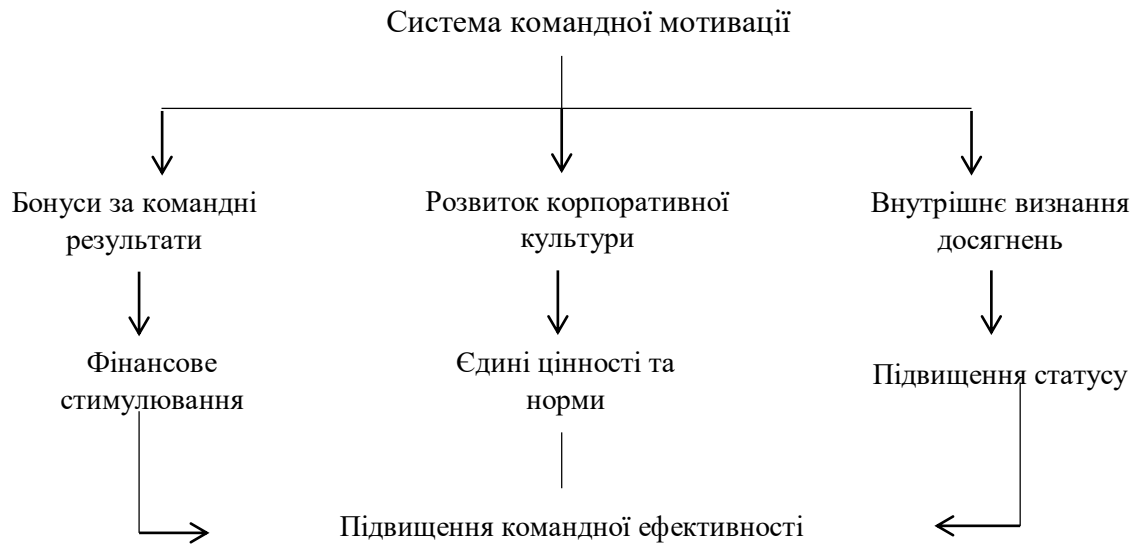 Система командної мотивації
Бонуси за командні
результати
Розвиток корпоративної
культури
Внутрішнє визнання
досягнень
Фінансове
стимулювання
Єдині цінності та
норми
Підвищення статусу
Підвищення командної ефективності